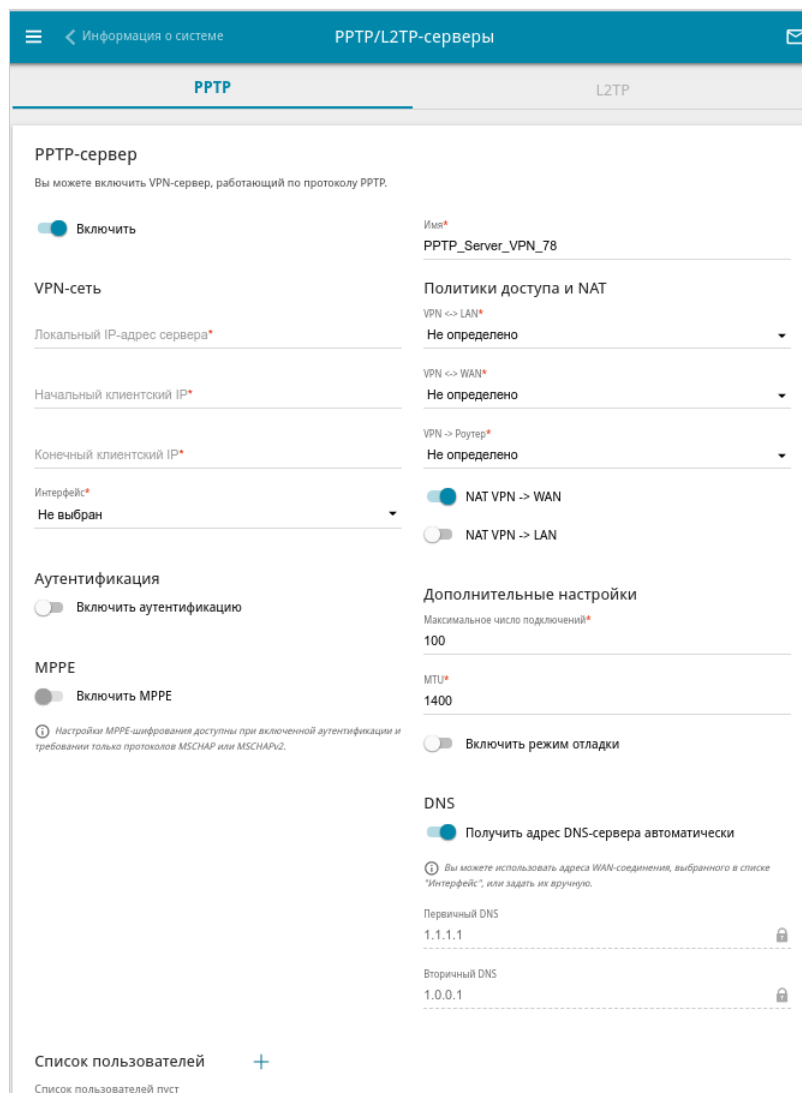 Информация о системе
PPTP/L2TP-серверы
PPTP
L2TP
PPTP-сервер
Вы можете включить VPN-сервер, работающий по протоколу PPTP.
Включить
VPN-сеть
Локальный IP-адрес сервера*
Начальный клиентский IP*
Конечный клиентский IP*
Интерфейс*
Не выбран
Аутентификация
Включить аутентификацию
MPPE
Включить MPPE
Настройки MPPE-шифрования доступны при включенной аутентификации и
требовании только протоколов MSCHAP или MSCHAPv2.
Имя*
PPTP_Server_VPN_78
Политики доступа и NAT
VPN <-> LAN*
Не определено
VPN <-> WAN*
Не определено
VPN -> Роутер*
Не определено
NAT VPN -> WAN
NAT VPN -> LAN
Дополнительные настройки
Максимальное число подключений*
100
MTU*
1400
Включить режим отладки
DNS
Получить адрес DNS-сервера автоматически
Вы можете использовать адреса WAN-соединения, выбранного в списке
"Интерфейс", или задать их вручную.
Первичный DNS
1.1.1.1
Вторичный DNS
1.0.0.1
Список пользователей
Список пользователей пуст